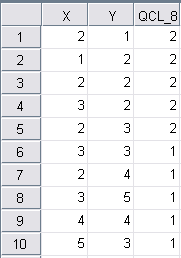 X Y QCL_8
1 2 1 2
2 1 2 2
3 2 2 2
4 3 2 2
5 2 3 2
6 3 3 1
7 2 4 1
8 3 5 1
9 4 4 1
10 5 3 1